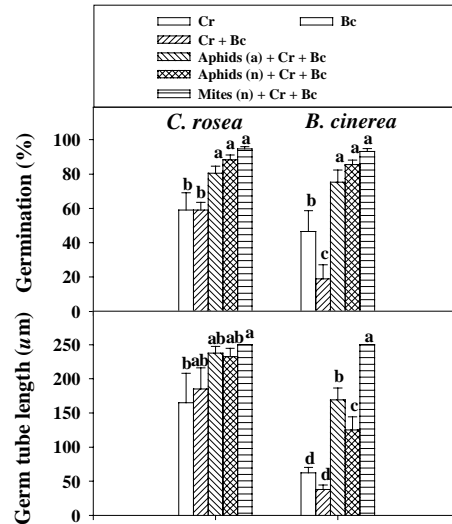 Cr Bc
Cr + Bc
Aphids (a) + Cr + Bc
Aphids (n) + Cr + Bc
Mites (n) + Cr + Bc
C. rosea B. cinerea
Germination (%)
100
80
60
40
20
0
b b a a a
b c a a a
Germ tube length (um)
250
200
150
100
50
0
b ab ab ab a
d d b c a